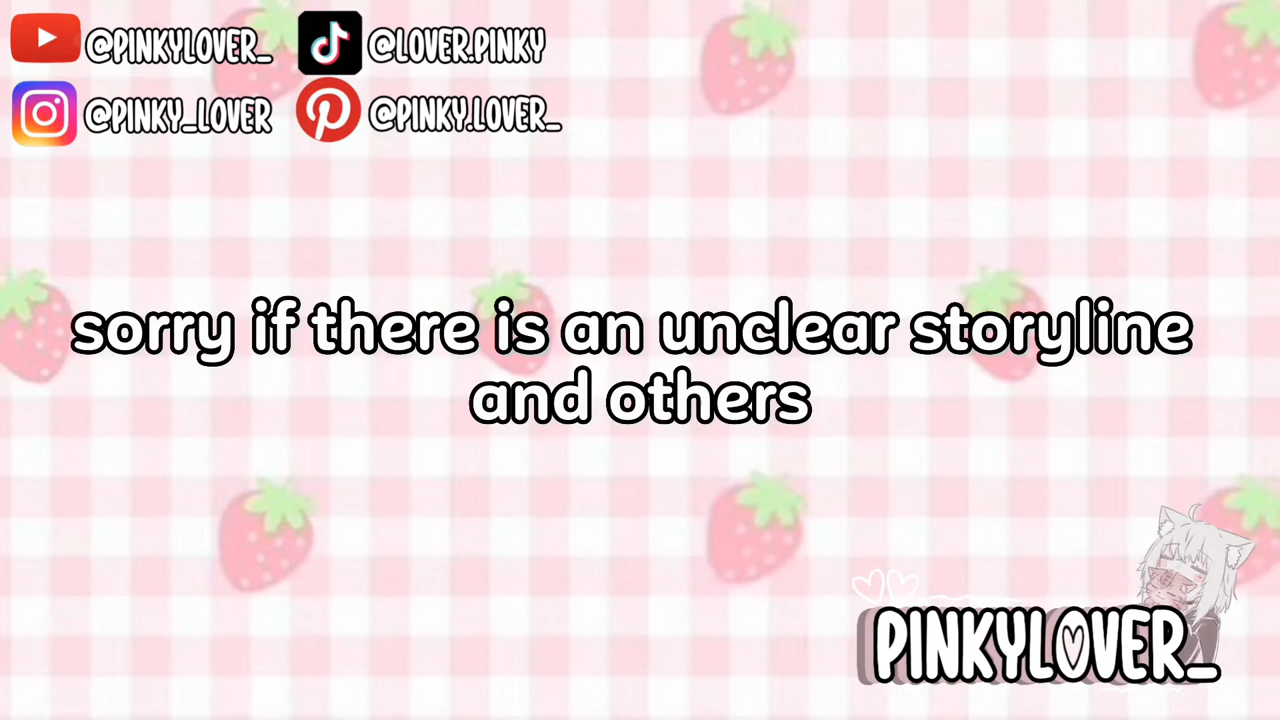 @PINKYLOVER_ @LOVER.PINKY
@PINKY_LOVER @PINKY.LOVER_
sorry if there is an unclear storyline
and others
PINKYLOVER_